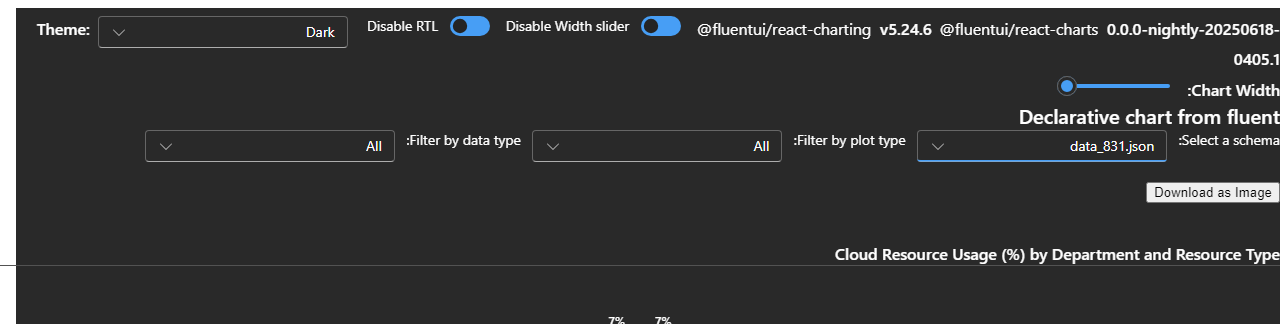 Theme: Dark Disable RTL Disable Width slider @fluentui/react-charting v5.24.6 @fluentui/react-charts 0.0.0-nightly-20250618-
0405.1
:Chart Width
Declarative chart from fluent
:Select a schema data_831.json :Filter by plot type All :Filter by data type All
Download as Image
Cloud Resource Usage (%) by Department and Resource Type
7% 7%